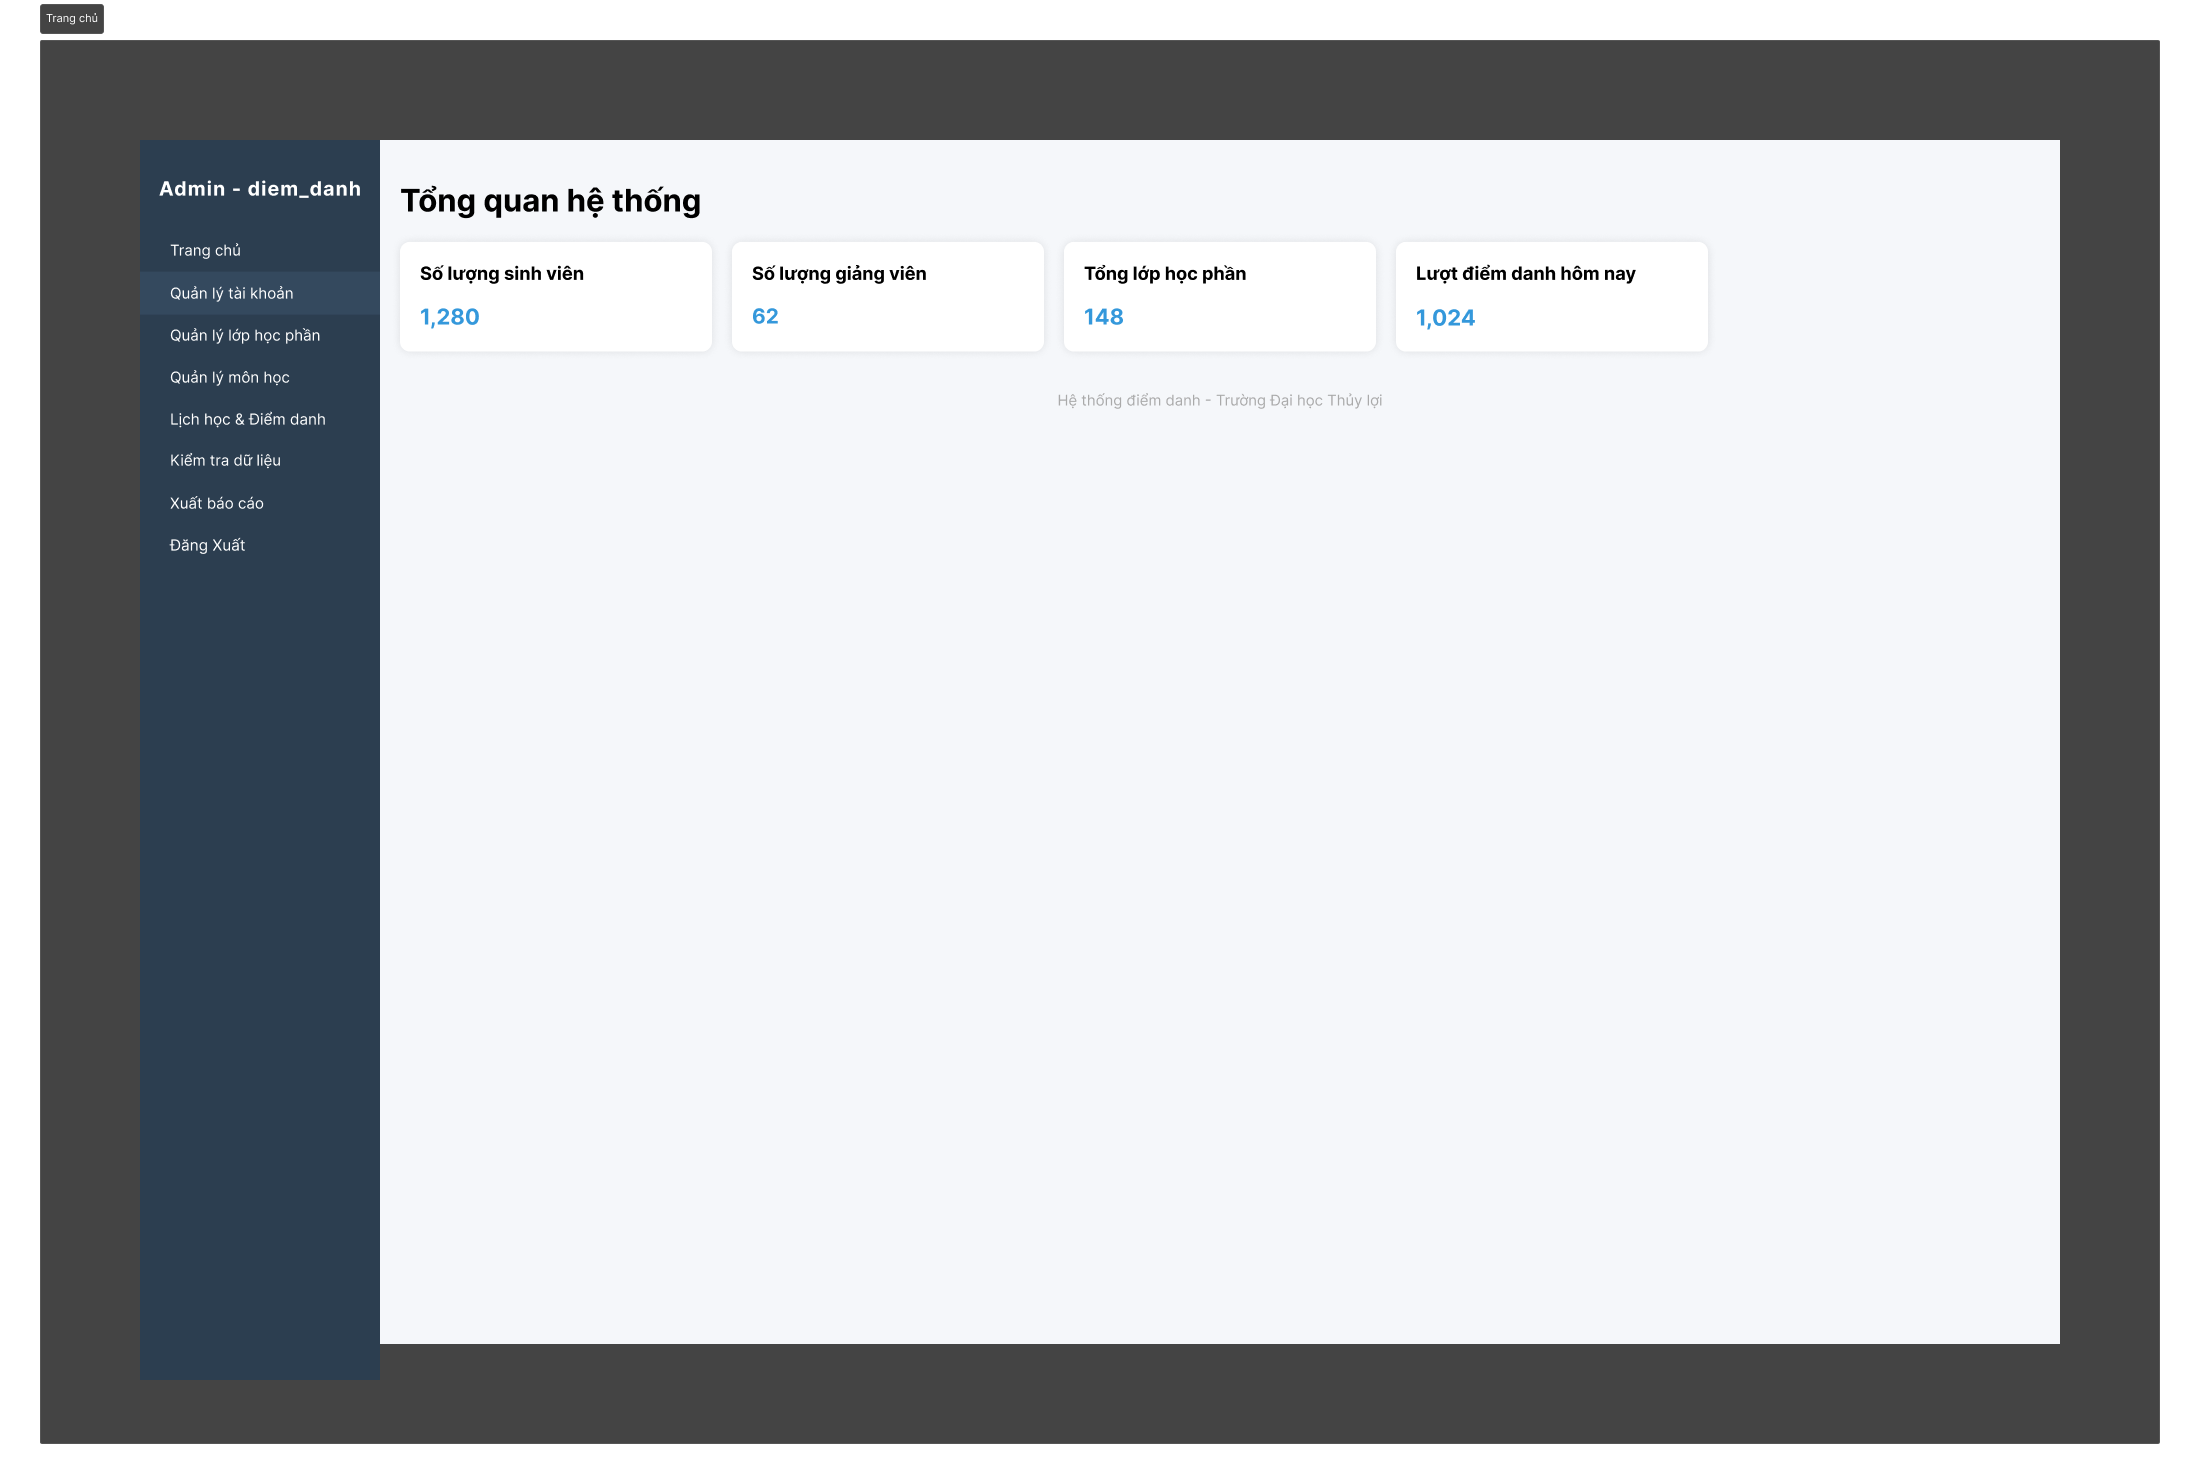 Trang chủ
Admin - diem_danh
Trang chủ
Quản lý tài khoản
Quản lý lớp học phần
Quản lý môn học
Lịch học & Điểm danh
Kiểm tra dữ liệu
Xuất báo cáo
Đăng Xuất
Tổng quan hệ thống
Số lượng sinh viên
1,280
Số lượng giảng viên
62
Tổng lớp học phần
148
Lượt điểm danh hôm nay
1,024
Hệ thống điểm danh - Trường Đại học Thủy lợi